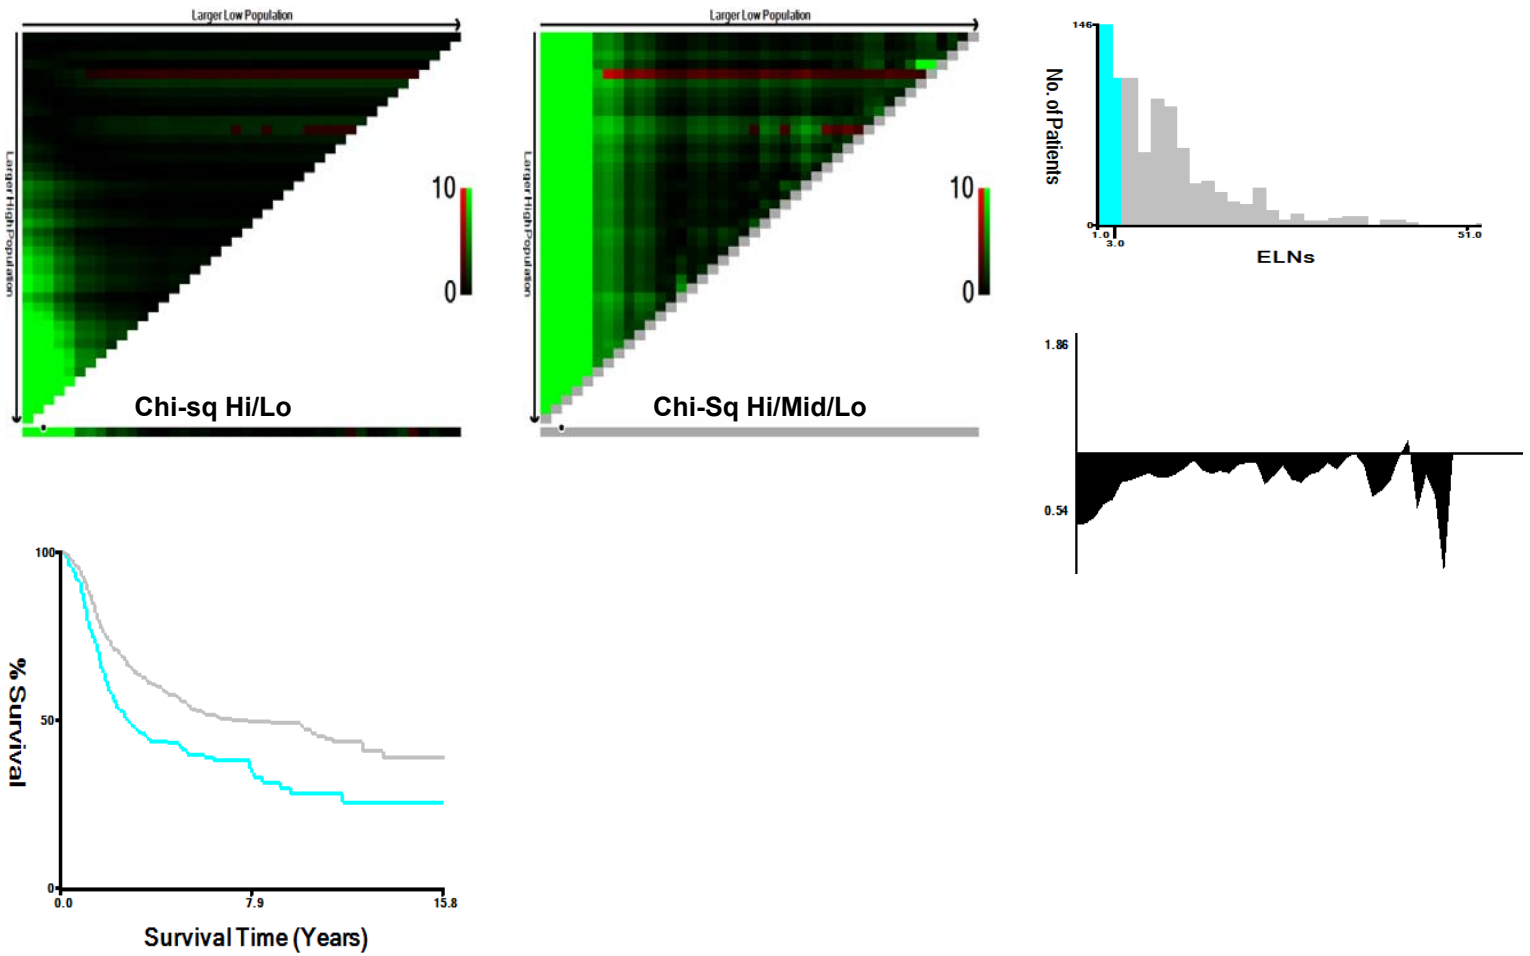 Larger Low Population
Larger High Population
10
0
Chi-sq Hi/Lo
Larger Low Population
Larger High Population
10
0
Chi-Sq Hi/Mid/Lo
146
No. of Patients
0
1.0
3.0
51.0
ELNs
1.86
0.54
100
% Survival
50
0
0.0
7.9
15.8
Survival Time (Years)